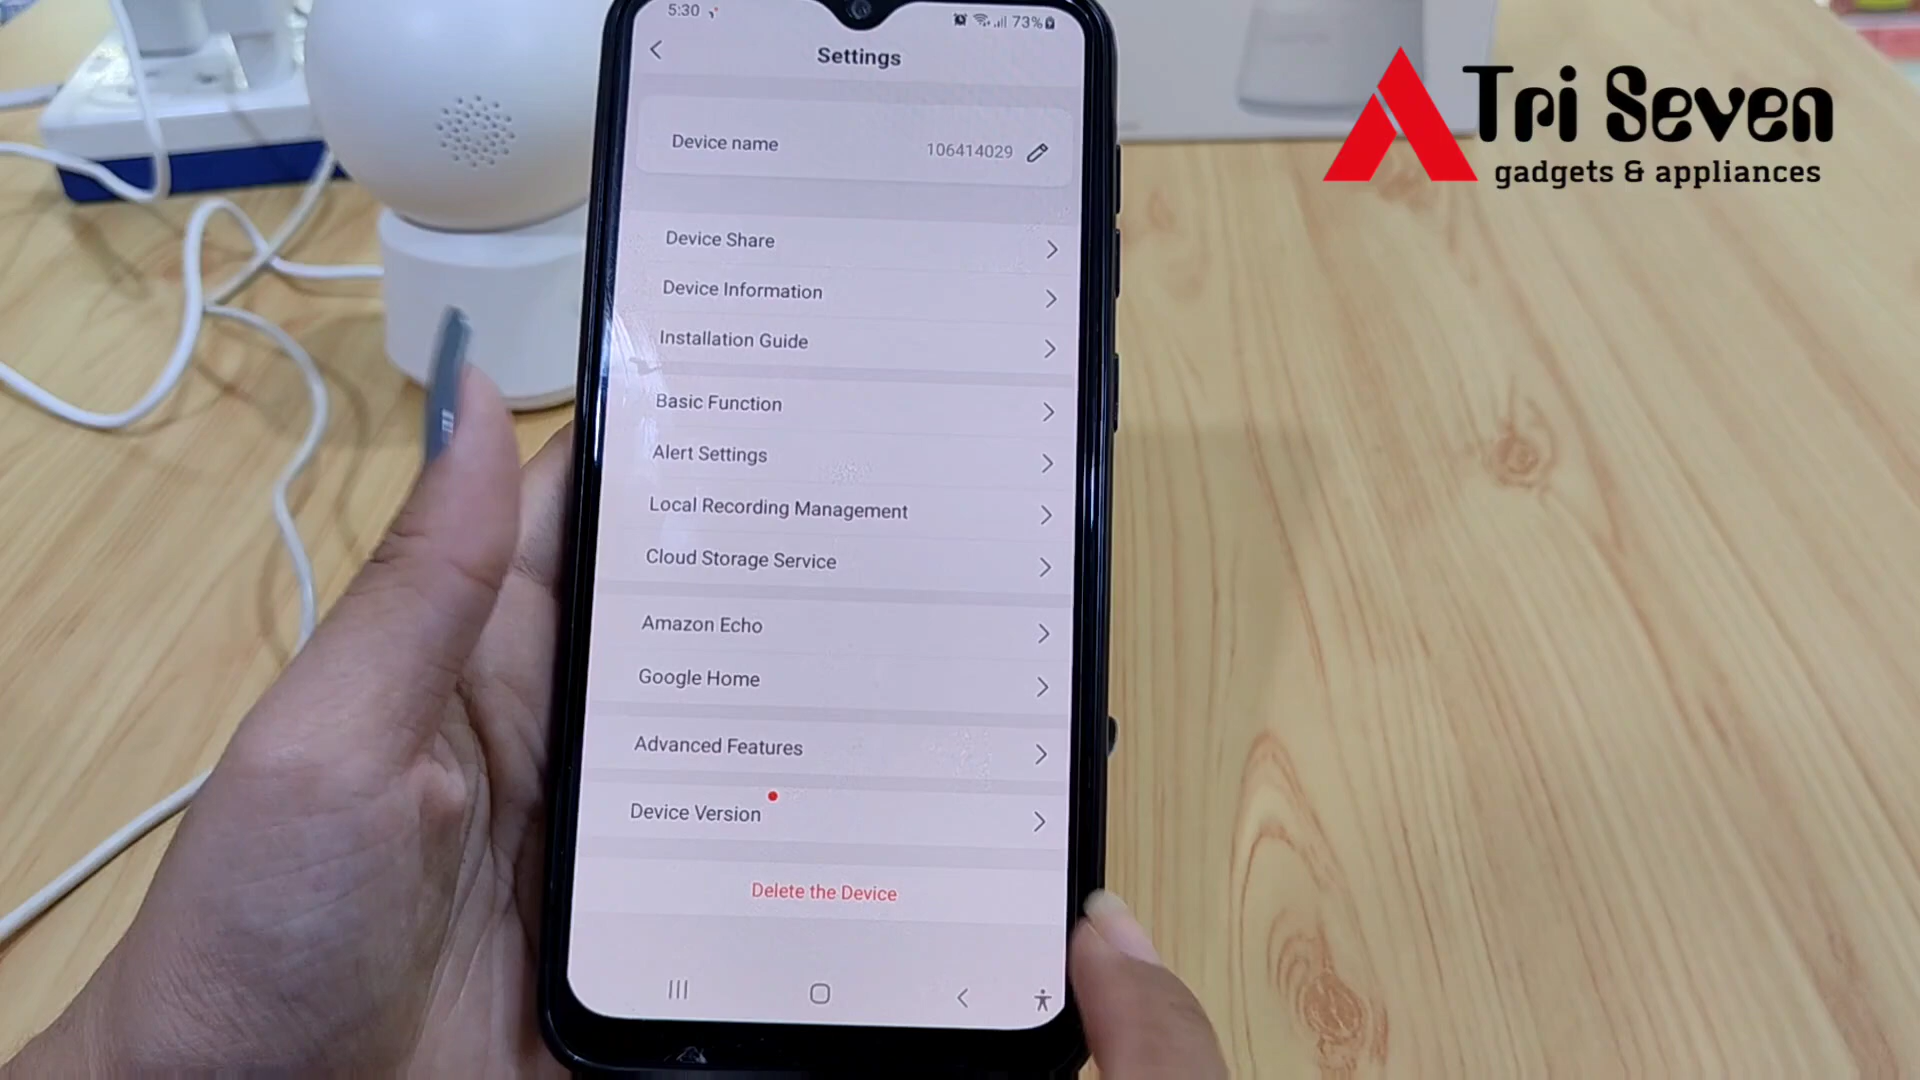 5:30
73%
Settings
Device name
106414029
Device Share
Device Information
Installation Guide
Basic Function
Alert Settings
Local Recording Management
Cloud Storage Service
Amazon Echo
Google Home
Advanced Features
Device Version
Delete the Device
Tri Seven
gadgets & appliances